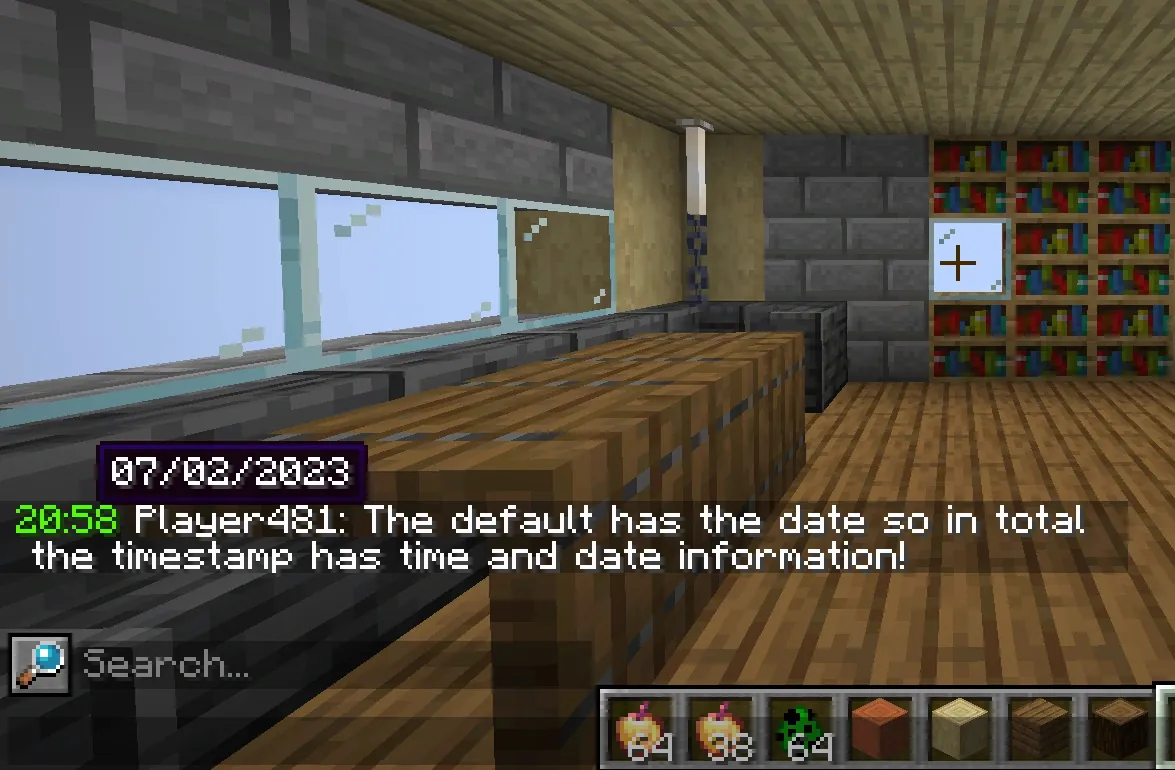 07/02/2023
20:58 Player481: The default has the date so in total
the timestamp has time and date information!
Search...
64 38 64